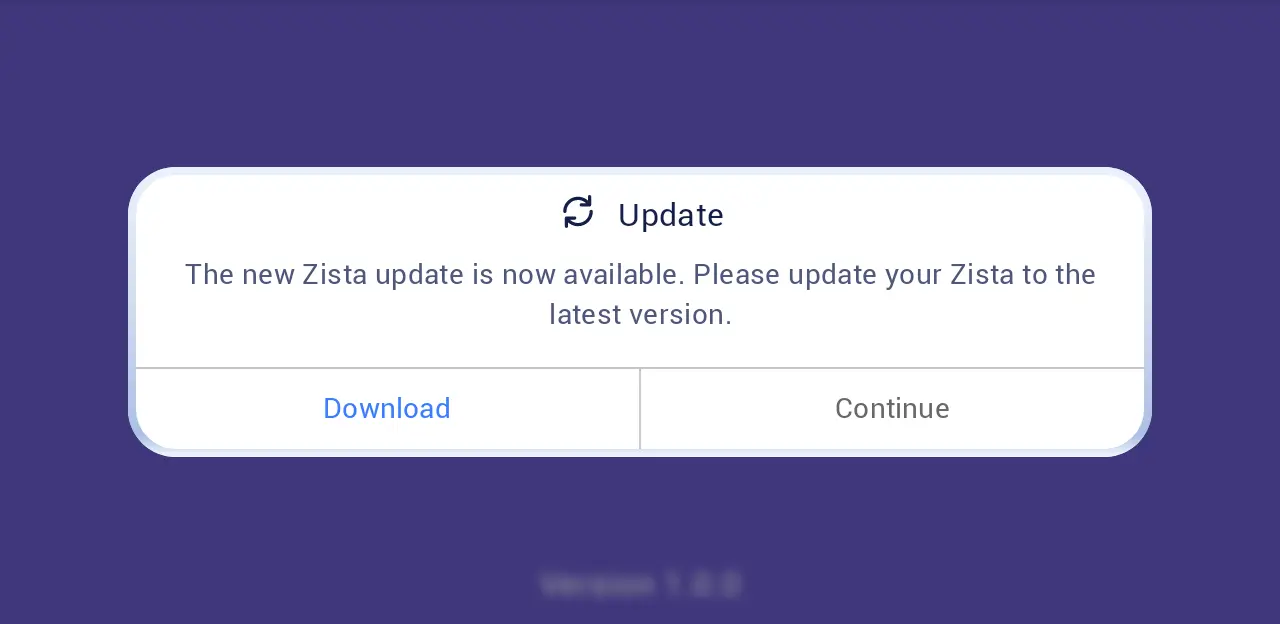 Update
The new Zista update is now available. Please update your Zista to the
latest version.
Download
Continue
Version 1.0.0